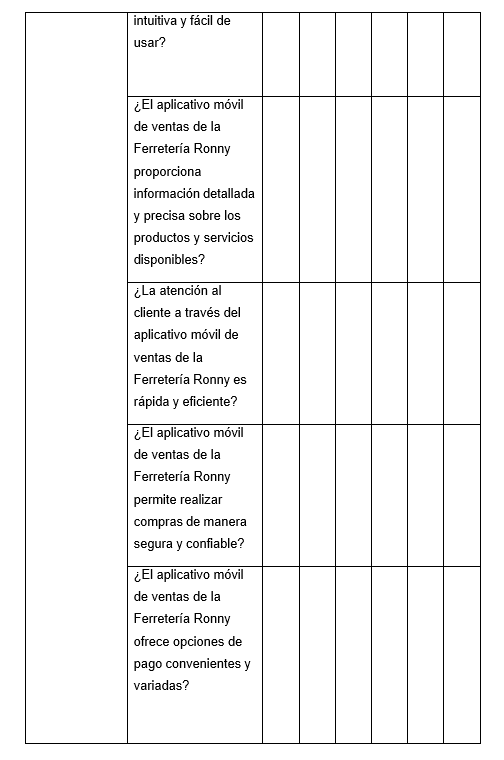 intuitiva y fácil de
usar?
¿El aplicativo móvil
de ventas de la
Ferretería Ronny
proporciona
información detallada
y precisa sobre los
productos y servicios
disponibles?
¿La atención al
cliente a través del
aplicativo móvil de
ventas de la
Ferretería Ronny es
rápida y eficiente?
¿El aplicativo móvil
de ventas de la
Ferretería Ronny
permite realizar
compras de manera
segura y confiable?
¿El aplicativo móvil
de ventas de la
Ferretería Ronny
ofrece opciones de
pago convenientes y
variadas?